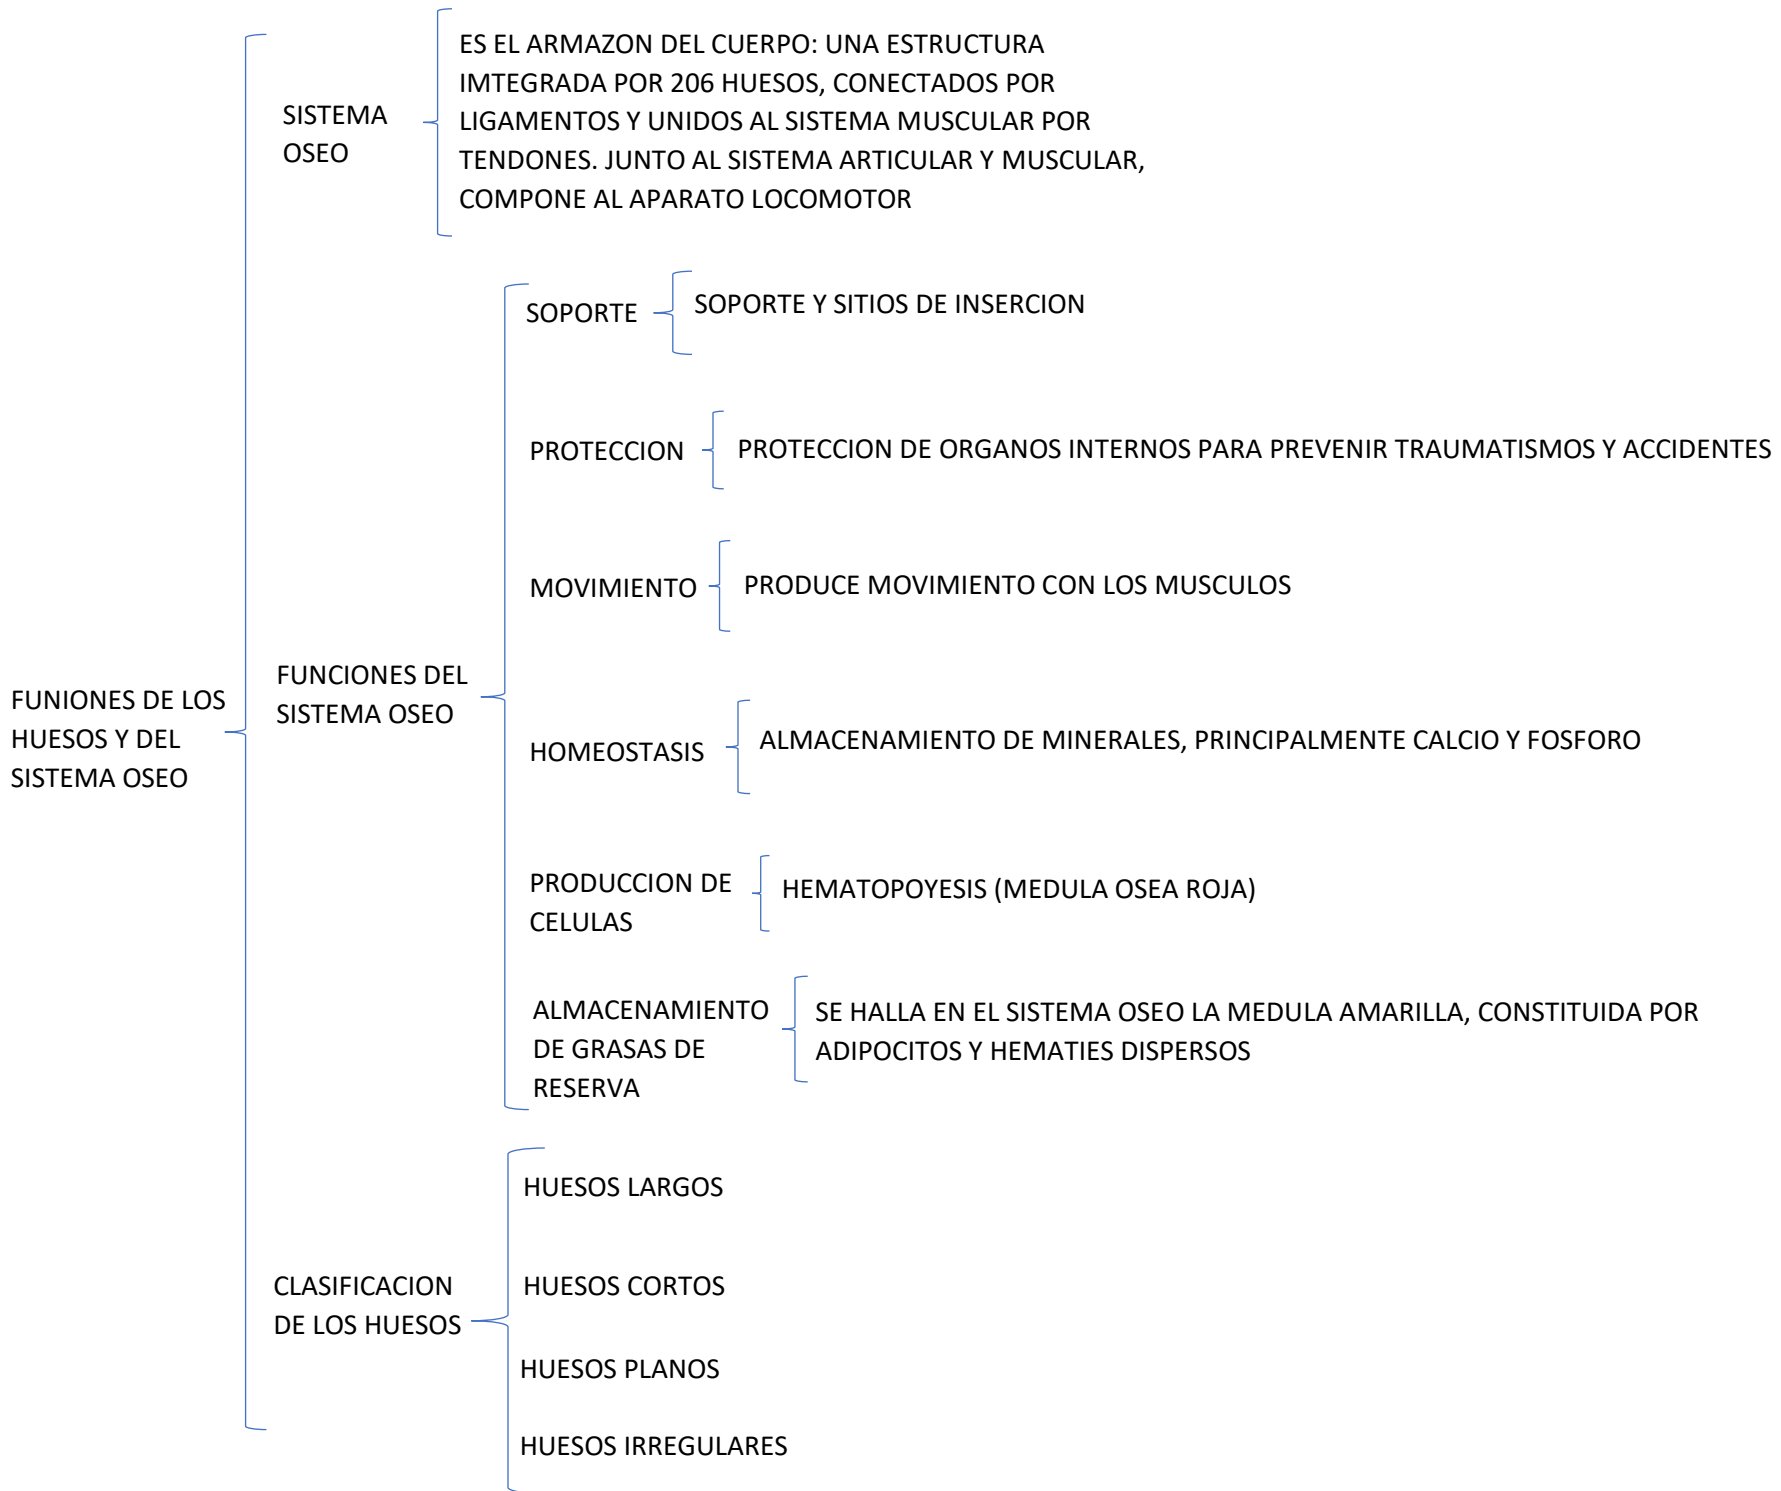 ES EL ARMAZON DEL CUERPO: UNA ESTRUCTURA
IMTEGRADA POR 206 HUESOS, CONECTADOS POR
LIGAMENTOS Y UNIDOS AL SISTEMA MUSCULAR POR
TENDONES. JUNTO AL SISTEMA ARTICULAR Y MUSCULAR,
COMPONE AL APARATO LOCOMOTOR
SISTEMA
OSEO
SOPORTE
SOPORTE Y SITIOS DE INSERCION
PROTECCION
PROTECCION DE ORGANOS INTERNOS PARA PREVENIR TRAUMATISMOS Y ACCIDENTES
MOVIMIENTO
PRODUCE MOVIMIENTO CON LOS MUSCULOS
FUNIONES DE LOS
HUESOS Y DEL
SISTEMA OSEO
FUNCIONES DEL
SISTEMA OSEO
HOMEOSTASIS
ALMACENAMIENTO DE MINERALES, PRINCIPALMENTE CALCIO Y FOSFORO
PRODUCCION DE
CELULAS
HEMATOPOYESIS (MEDULA OSEA ROJA)
ALMACENAMIENTO
DE GRASAS DE
RESERVA
SE HALLA EN EL SISTEMA OSEO LA MEDULA AMARILLA, CONSTITUIDA POR
ADIPOCITOS Y HEMATIES DISPERSOS
CLASIFICACION
DE LOS HUESOS
HUESOS LARGOS
HUESOS CORTOS
HUESOS PLANOS
HUESOS IRREGULARES